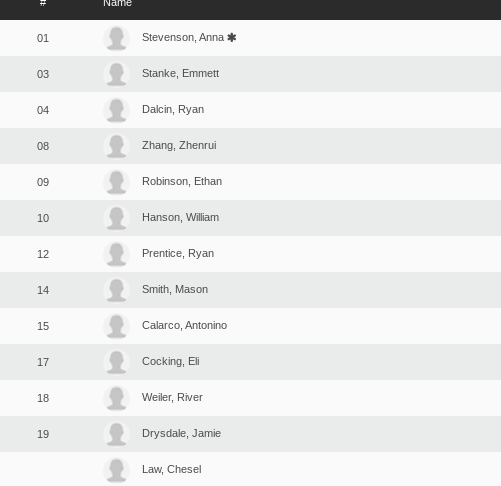 # Name
01 Stevenson, Anna ✱
03 Stanke, Emmett
04 Dalcin, Ryan
08 Zhang, Zhenrui
09 Robinson, Ethan
10 Hanson, William
12 Prentice, Ryan
14 Smith, Mason
15 Calarco, Antonino
17 Cocking, Eli
18 Weiler, River
19 Drysdale, Jamie
Law, Chesel